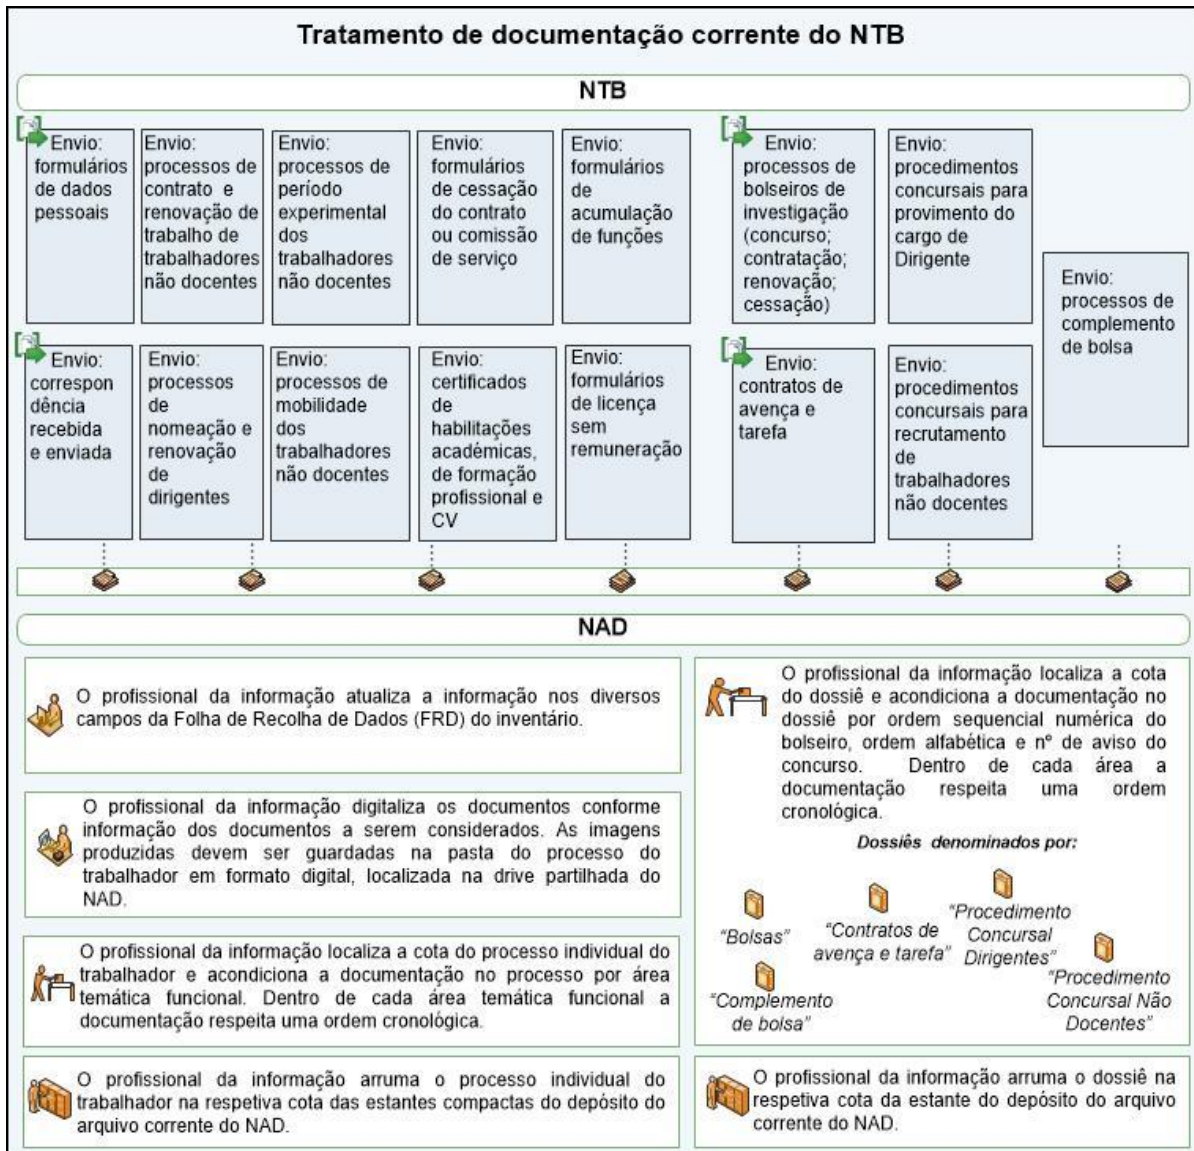 Tratamento de documentação corrente do NTB
NTB
Envio:
formulários
de dados
pessoais
Envio:
processos de
contrato e
renovação de
trabalho de
trabalhadores
não docentes
Envio:
processos de
período
experimental
dos
trabalhadores
não docentes
Envio:
formulários
de cessação
do contrato
ou comissão
de serviço
Envio:
formulários
de
acumulação
de funções
Envio:
processos de
bolseiros de
investigação
(concurso;
contratação;
renovação;
cessação)
Envio:
procedimentos
concursais para
provimento do
cargo de
Dirigente
Envio:
processos de
complemento
de bolsa
Envio:
correspon
dência
recebida
e enviada
Envio:
processos
de
nomeação e
renovação
de
dirigentes
Envio:
processos de
mobilidade
dos
trabalhadores
não docentes
Envio:
certificados
de
habilitações
académicas,
de formação
profissional e
CV
Envio:
formulários
de licença
sem
remuneração
Envio:
contratos de
avença e
tarefa
Envio:
procedimentos
concursais para
recrutamento
de
trabalhadores
não docentes
NAD
O profissional da informação atualiza a informação nos diversos
campos da Folha de Recolha de Dados (FRD) do inventário.
O profissional da informação digitaliza os documentos conforme
informação dos documentos a serem considerados. As imagens
produzidas devem ser guardadas na pasta do processo do
trabalhador em formato digital, localizada na drive partilhada do
NAD.
O profissional da informação localiza a cota do processo individual do
trabalhador e acondiciona a documentação no processo por área
temática funcional. Dentro de cada área temática funcional a
documentação respeita uma ordem cronológica.
O profissional da informação arruma o processo individual do
trabalhador na respetiva cota das estantes compactas do depósito do
arquivo corrente do NAD.
O profissional da informação localiza a cota
do dossiê e acondiciona a documentação no
dossiê por ordem sequencial numérica do
bolseiro, ordem alfabética e nº de aviso do
concurso. Dentro de cada área a
documentação respeita uma ordem
cronológica.
Dossiês denominados por:
"Bolsas"
"Contratos de
avença e tarefa"
"Procedimento
Concursal
Dirigentes"
"Complemento
de bolsa"
"Procedimento
Concursal Não
Docentes"
O profissional da informação arruma o dossiê na
respetiva cota da estante do depósito do arquivo
corrente do NAD.